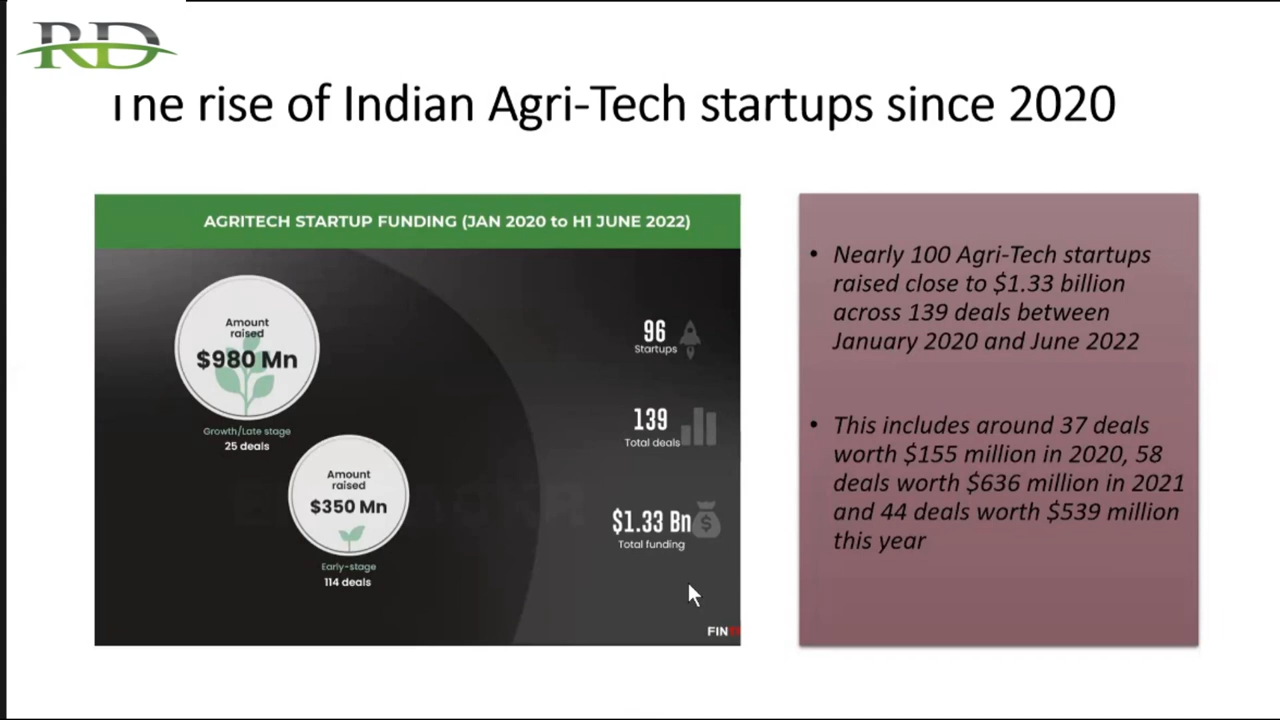 RD
The rise of Indian Agri-Tech startups since 2020
AGRITECH STARTUP FUNDING (JAN 2020 to H1 JUNE 2022)
Amount
raised
$980 Mn
Growth/Late stage
25 deals
Amount
raised
$350 Mn
Early-stage
114 deals
96
Startups
139
Total deals
$1.33 Bn
Total funding
FIN
• Nearly 100 Agri-Tech startups
raised close to $1.33 billion
across 139 deals between
January 2020 and June 2022
• This includes around 37 deals
worth $155 million in 2020, 58
deals worth $636 million in 2021
and 44 deals worth $539 million
this year